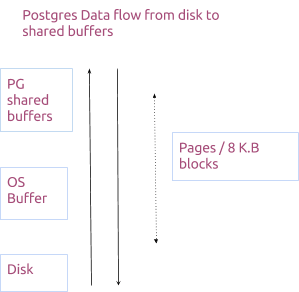 Postgres Data flow from disk to
shared buffers
PG
shared
buffers
Pages / 8 K.B
blocks
OS
Buffer
Disk